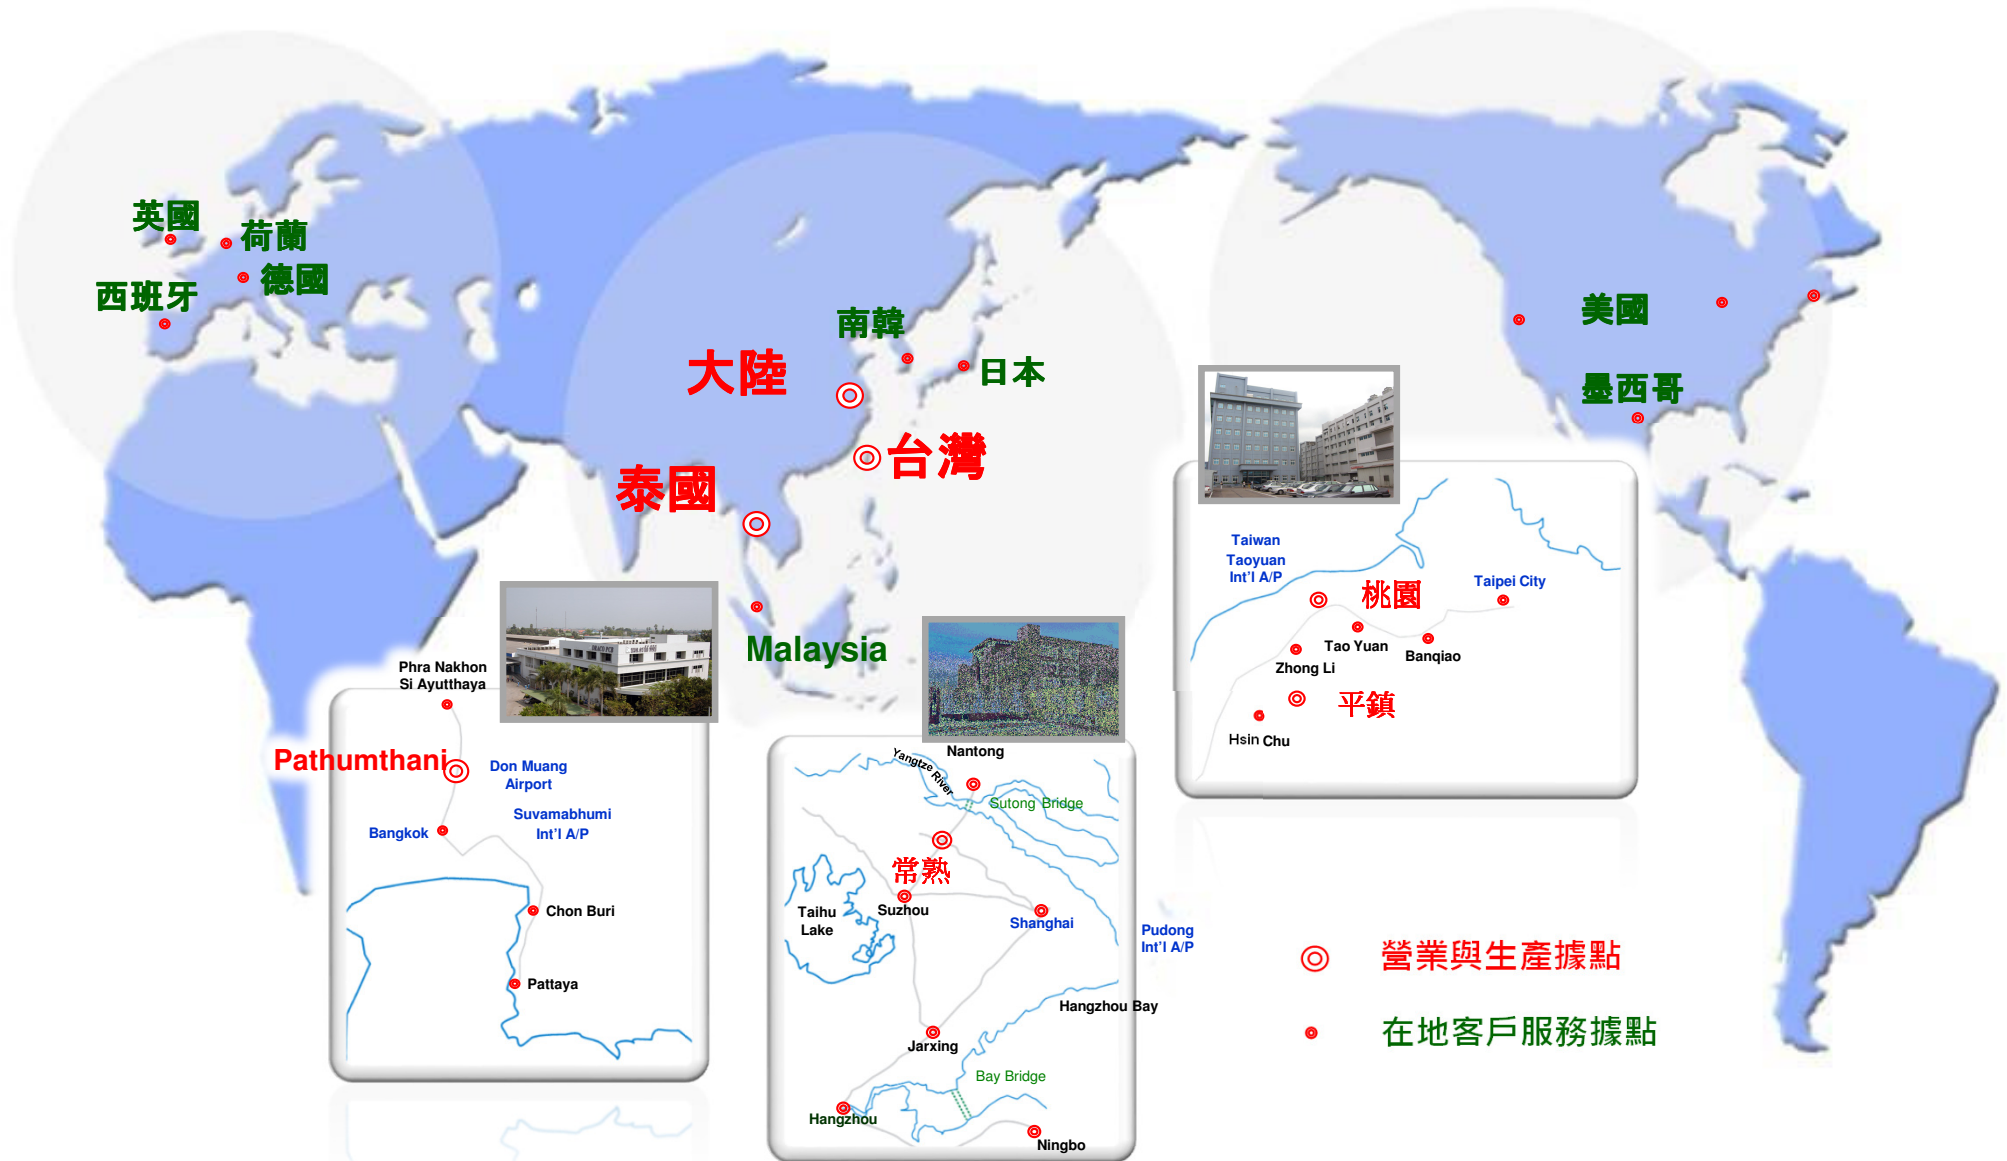 英國
荷蘭
德國
西班牙
南韓
日本
大陸
台灣
泰國
Malaysia
美國
墨西哥
Phra Nakhon
Si Ayutthaya
Pathumthani
Don Muang
Airport
Suvamabhumi
Int'l A/P
Bangkok
Chon Buri
Pattaya
Nantong
Yangtze River
Sutong Bridge
常熟
Suzhou
Taihu
Lake
Shanghai
Pudong
Int'l A/P
Hangzhou Bay
Jarxing
Bay Bridge
Hangzhou
Ningbo
Taiwan
Taoyuan
Int'l A/P
桃園
Taipei City
Tao Yuan
Banqiao
Zhong Li
平鎮
Hsin Chu
營業與生產據點
在地客戶服務據點